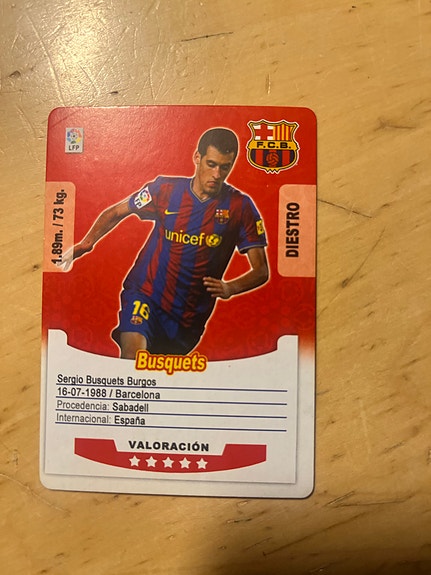 LFP
F.C.B.
1.89m. / 73 kg.
DIESTRO
unicef
16
Busquets
Sergio Busquets Burgos
16-07-1988 / Barcelona
Procedencia: Sabadell
Internacional: España
VALORACIÓN